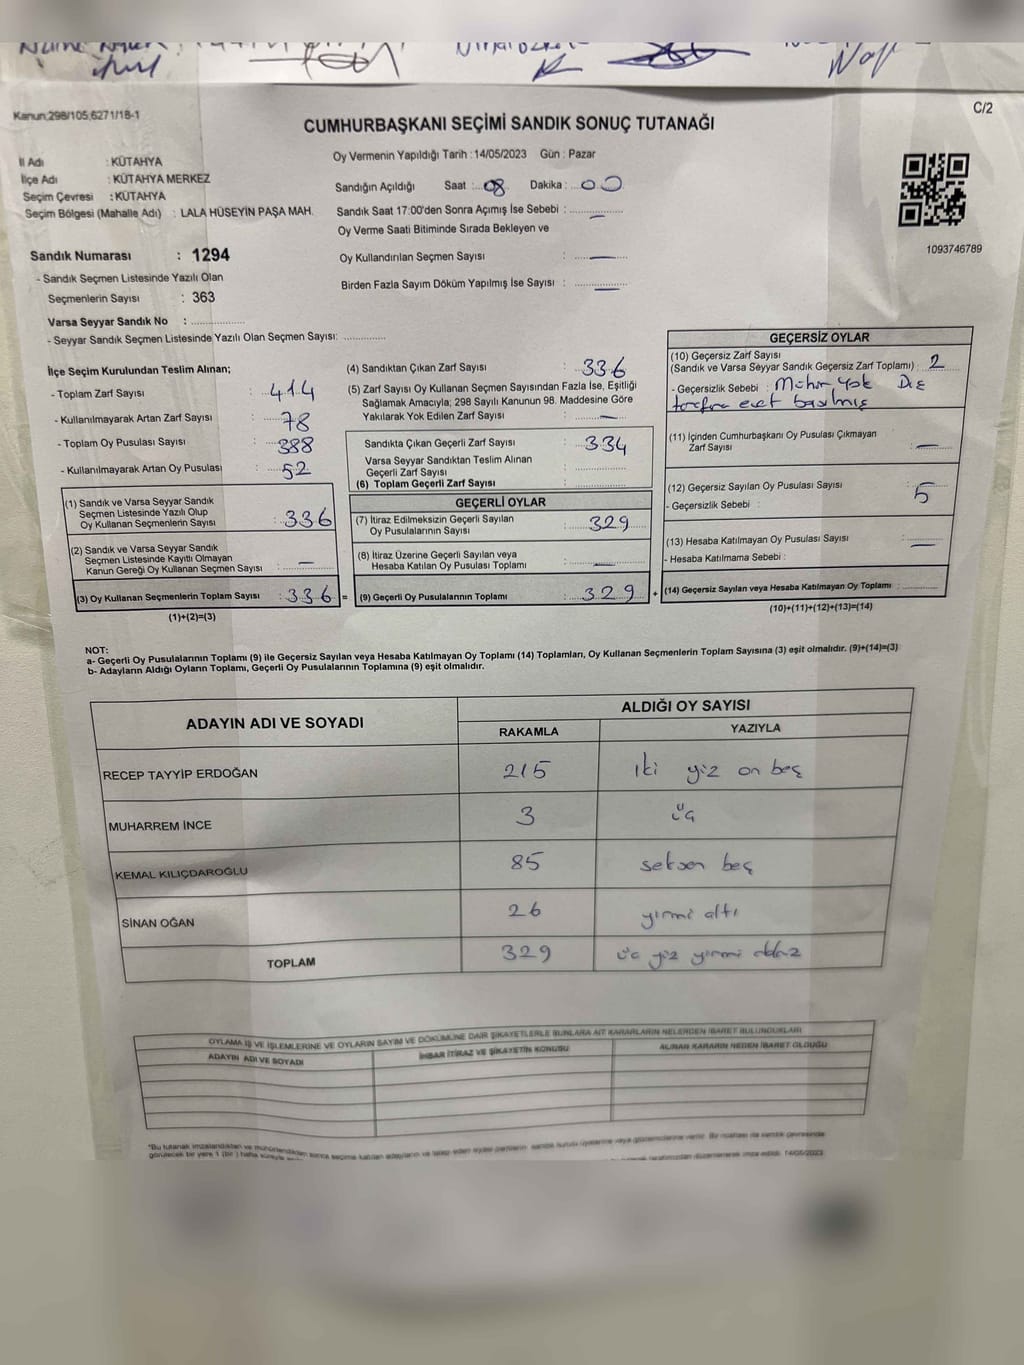 C/2
Kanun;298/105,6271/18-1
CUMHURBAŞKANI SEÇİMİ SANDIK SONUÇ TUTANAĞI
İl Adı : KÜTAHYA
İlçe Adı : KÜTAHYA MERKEZ
Seçim Çevresi : KÜTAHYA
Seçim Bölgesi (Mahalle Adı) : LALA HÜSEYİN PAŞA MAH.
Sandık Numarası : 1294
- Sandık Seçmen Listesinde Yazılı Olan
Seçmenlerin Sayısı : 363
Varsa Seyyar Sandık No : ..................
- Seyyar Sandık Seçmen Listesinde Yazılı Olan Seçmen Sayısı: ..............
Oy Vermenin Yapıldığı Tarih : 14/05/2023 Gün : Pazar
Sandığın Açıldığı Saat : 08 Dakika : 00
Sandık Saat 17:00'den Sonra Açımış İse Sebebi : —
Oy Verme Saati Bitiminde Sırada Bekleyen ve
Oy Kullandırılan Seçmen Sayısı : —
Birden Fazla Sayım Döküm Yapılmış İse Sayısı : —
1093746789
İlçe Seçim Kurulundan Teslim Alınan;
- Toplam Zarf Sayısı : 414
- Kullanılmayarak Artan Zarf Sayısı : 78
- Toplam Oy Pusulası Sayısı : 388
- Kullanılmayarak Artan Oy Pusulası : 52
(1) Sandık ve Varsa Seyyar Sandık
Seçmen Listesinde Yazılı Olup
Oy Kullanan Seçmenlerin Sayısı : 336
(2) Sandık ve Varsa Seyyar Sandık
Seçmen Listesinde Kayıtlı Olmayan
Kanun Gereği Oy Kullanan Seçmen Sayısı : —
(3) Oy Kullanan Seçmenlerin Toplam Sayısı : 336 =
(1)+(2)=(3)
(4) Sandıktan Çıkan Zarf Sayısı : 336
(5) Zarf Sayısı Oy Kullanan Seçmen Sayısından Fazla İse, Eşitliği
Sağlamak Amacıyla; 298 Sayılı Kanunun 98. Maddesine Göre
Yakılarak Yok Edilen Zarf Sayısı : —
Sandıkta Çıkan Geçerli Zarf Sayısı : 334
Varsa Seyyar Sandıktan Teslim Alınan
Geçerli Zarf Sayısı : ..............
(6) Toplam Geçerli Zarf Sayısı : ..............
GEÇERLİ OYLAR
(7) İtiraz Edilmeksizin Geçerli Sayılan
Oy Pusulalarının Sayısı : 329
(8) İtiraz Üzerine Geçerli Sayılan veya
Hesaba Katılan Oy Pusulası Toplamı : —
(9) Geçerli Oy Pusulalarının Toplamı : 329 +
GEÇERSİZ OYLAR
(10) Geçersiz Zarf Sayısı
(Sandık ve Varsa Seyyar Sandık Geçersiz Zarf Toplamı) : 2
- Geçersizlik Sebebi : Mühür Yok Dış
tarafına evet basılmış
(11) İçinden Cumhurbaşkanı Oy Pusulası Çıkmayan
Zarf Sayısı : —
(12) Geçersiz Sayılan Oy Pusulası Sayısı : 5
- Geçersizlik Sebebi :
(13) Hesaba Katılmayan Oy Pusulası Sayısı : —
- Hesaba Katılmama Sebebi :
(14) Geçersiz Sayılan veya Hesaba Katılmayan Oy Toplamı : ..........
(10)+(11)+(12)+(13)=(14)
NOT:
a- Geçerli Oy Pusulalarının Toplamı (9) ile Geçersiz Sayılan veya Hesaba Katılmayan Oy Toplamı (14) Toplamları, Oy Kullanan Seçmenlerin Toplam Sayısına (3) eşit olmalıdır. (9)+(14)=(3)
b- Adayların Aldığı Oyların Toplamı, Geçerli Oy Pusulalarının Toplamına (9) eşit olmalıdır.
ADAYIN ADI VE SOYADI
ALDIĞI OY SAYISI
RAKAMLA YAZIYLA
RECEP TAYYİP ERDOĞAN 215 iki yüz on beş
MUHARREM İNCE 3 üç
KEMAL KILIÇDAROĞLU 85 seksen beş
SİNAN OĞAN 26 yirmi altı
TOPLAM 329 üç yüz yirmi dokuz
OYLAMA İŞ VE İŞLEMLERİNE VE OYLARIN SAYIM VE DÖKÜMÜNE DAİR ŞİKAYETLERLE BUNLARA AİT KARARLARIN NELERDEN İBARET BULUNDUKLARI
ADAYIN ADI VE SOYADI
İHBAR İTİRAZ VE ŞİKAYETİN KONUSU
ALINAN KARARIN NEDEN İBARET OLDUĞU